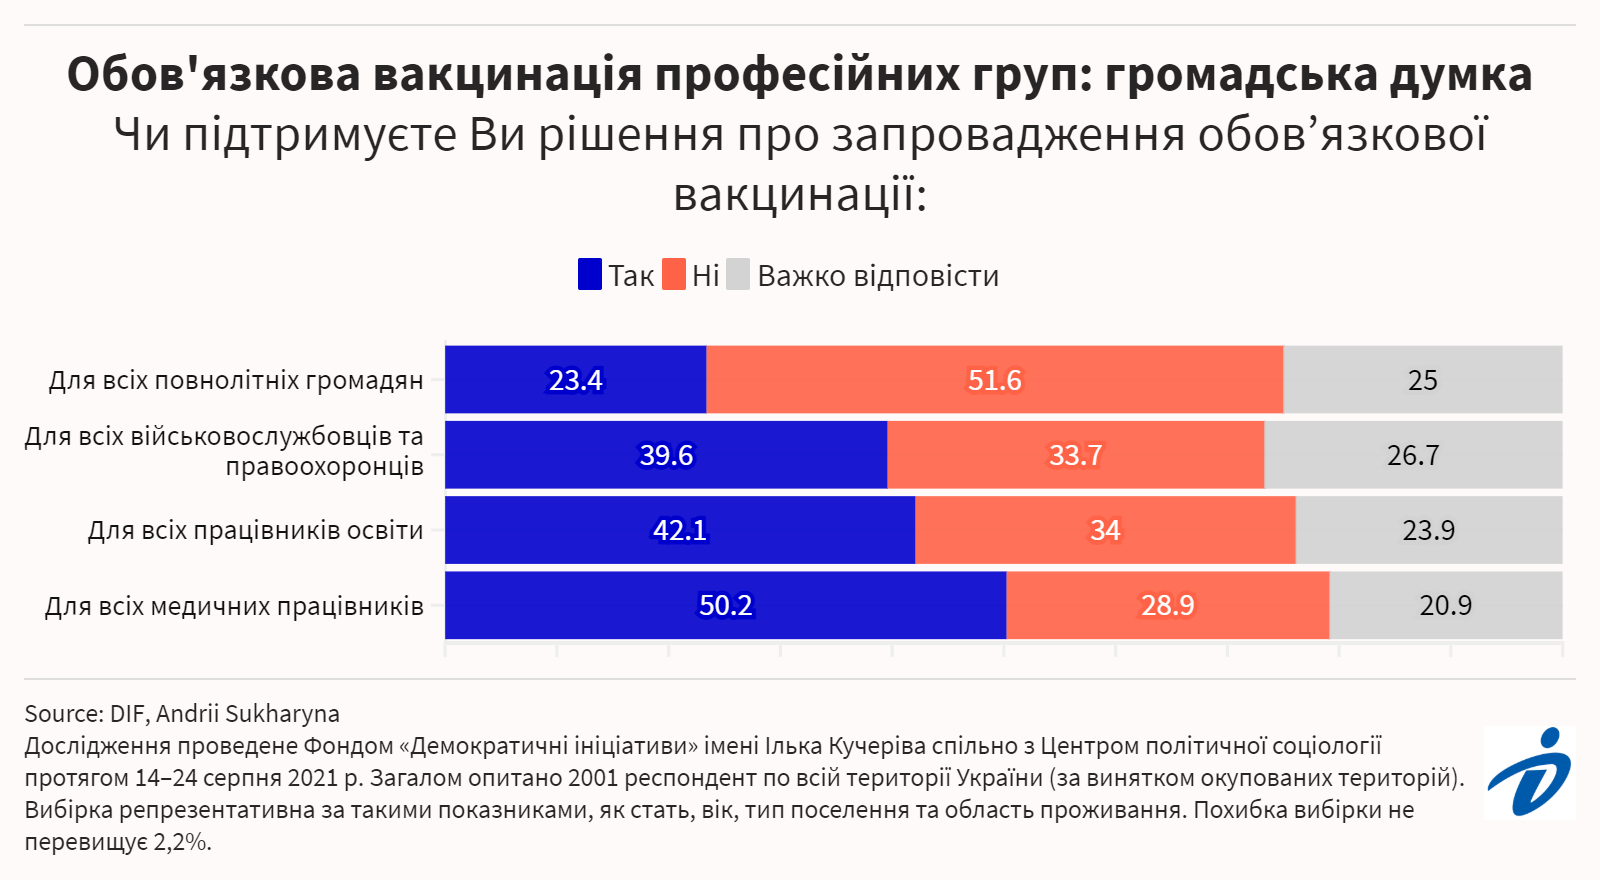 Обов'язкова вакцинація професійних груп: громадська думка
Чи підтримуєте Ви рішення про запровадження обов’язкової
вакцинації:
Так Ні Важко відповісти
Для всіх повнолітніх громадян 23.4 51.6 25
Для всіх військовослужбовців та
правоохоронців 39.6 33.7 26.7
Для всіх працівників освіти 42.1 34 23.9
Для всіх медичних працівників 50.2 28.9 20.9
Source: DIF, Andrii Sukharyna
Дослідження проведене Фондом «Демократичні ініціативи» імені Ілька Кучеріва спільно з Центром політичної соціології
протягом 14–24 серпня 2021 р. Загалом опитано 2001 респондент по всій території України (за винятком окупованих територій).
Вибірка репрезентативна за такими показниками, як стать, вік, тип поселення та область проживання. Похибка вибірки не
перевищує 2,2%.